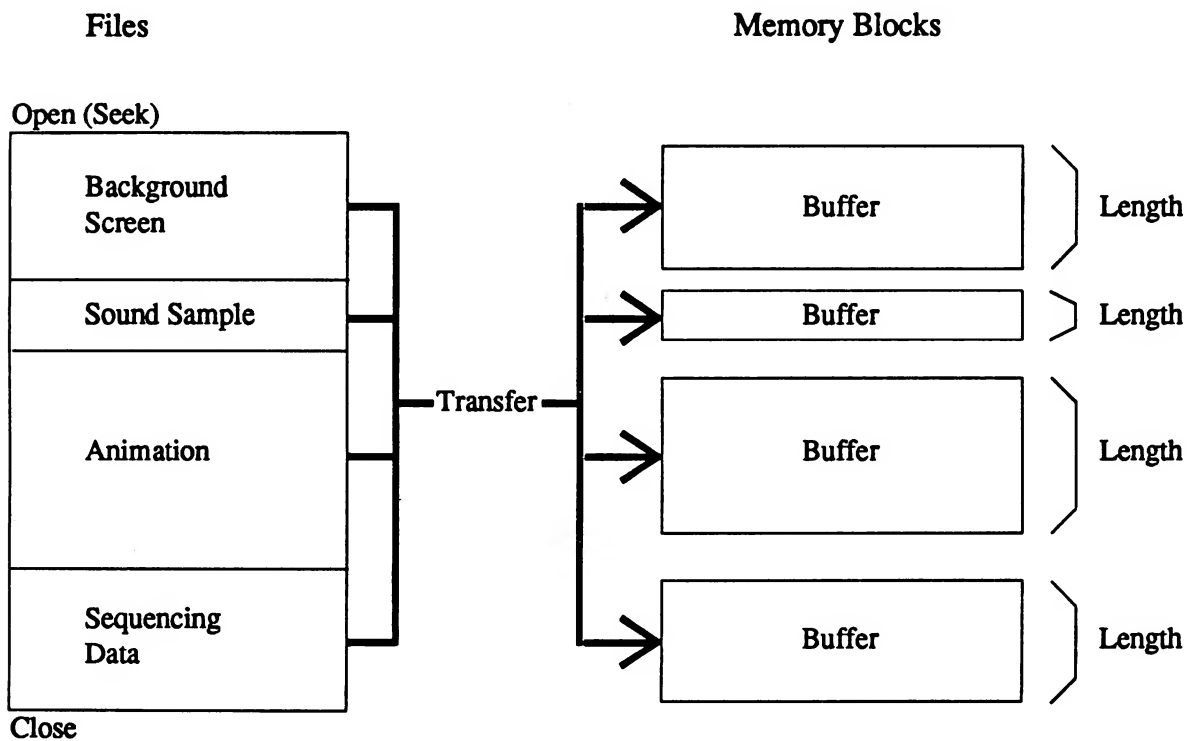 Files
Memory Blocks
Open (Seek)
Background
Screen
Sound Sample
Animation
Sequencing
Data
Close
Transfer
Buffer
Length
Buffer
Length
Buffer
Length
Buffer
Length